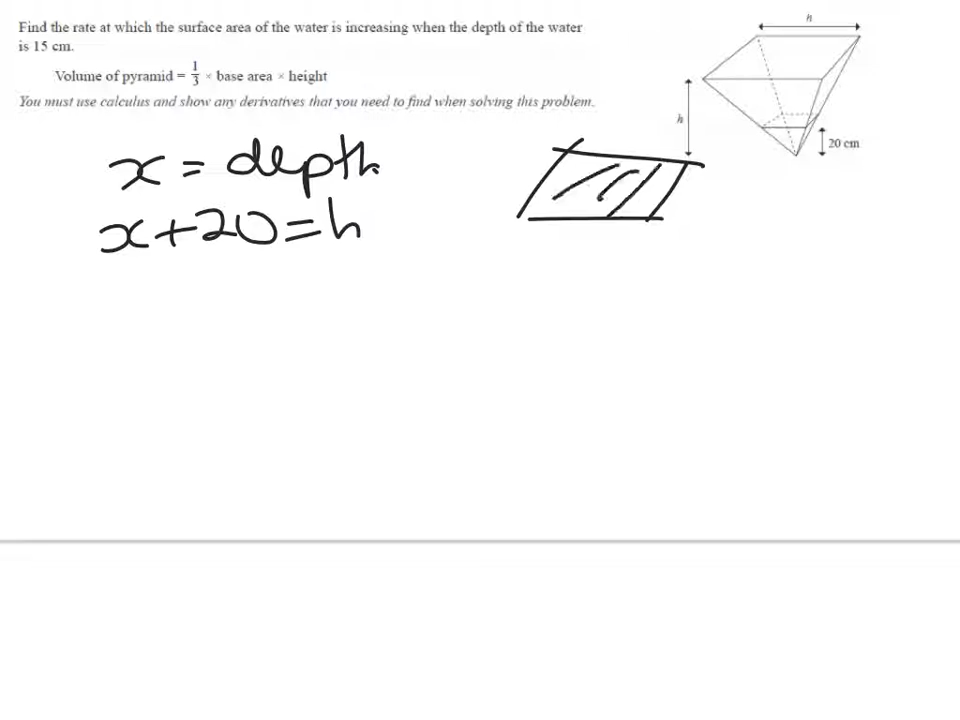 Find the rate at which the surface area of the water is increasing when the depth of the water
is 15 cm.
Volume of pyramid = 1/3 × base area × height
You must use calculus and show any derivatives that you need to find when solving this problem.
h
h
20 cm
x = depth
x+20=h